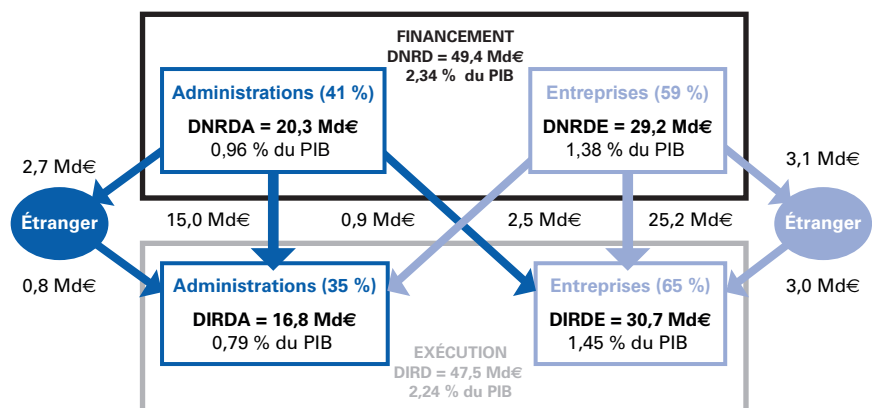 FINANCEMENT
DNRD = 49,4 Md€
2,34 % du PIB
Administrations (41 %)
DNRDA = 20,3 Md€
0,96 % du PIB
Entreprises (59 %)
DNRDE = 29,2 Md€
1,38 % du PIB
2,7 Md€
3,1 Md€
Étranger
15,0 Md€
0,9 Md€
2,5 Md€
25,2 Md€
Étranger
0,8 Md€
3,0 Md€
Administrations (35 %)
DIRDA = 16,8 Md€
0,79 % du PIB
Entreprises (65 %)
DIRDE = 30,7 Md€
1,45 % du PIB
EXÉCUTION
DIRD = 47,5 Md€
2,24 % du PIB